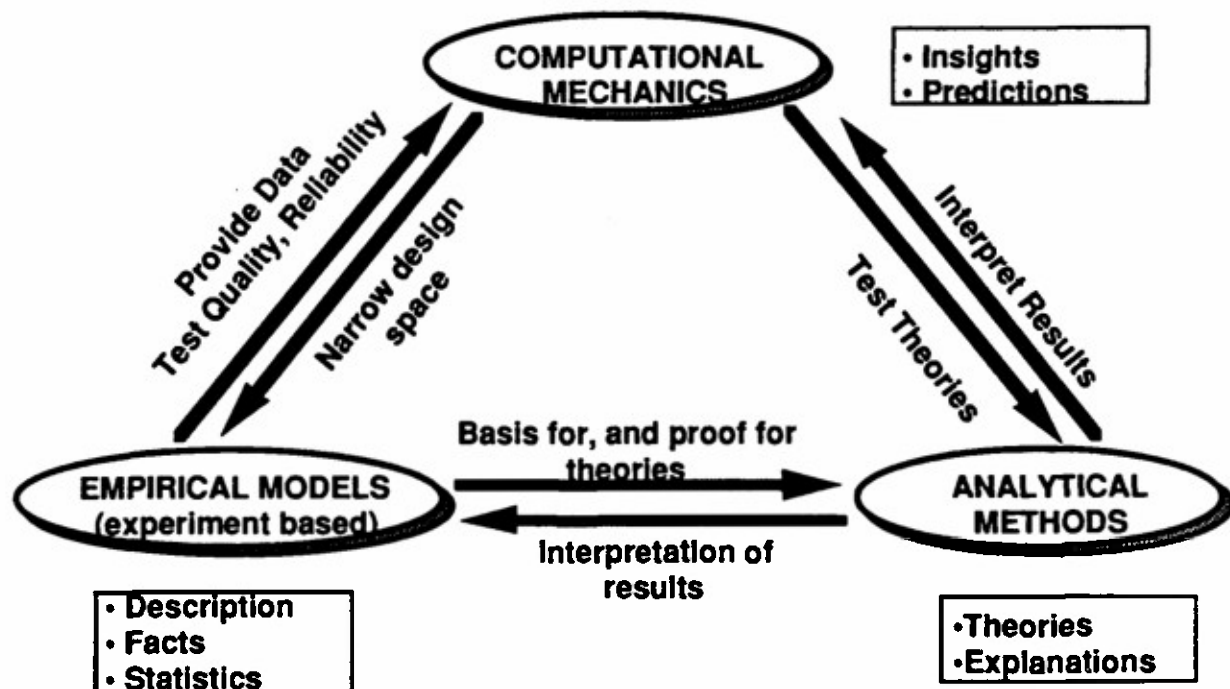 COMPUTATIONAL
MECHANICS
• Insights
• Predictions
Provide Data
Test Quality, Reliability
Narrow design
space
Interpret Results
Test Theories
Basis for, and proof for
theories
EMPIRICAL MODELS
(experiment based)
ANALYTICAL
METHODS
Interpretation of
results
• Description
• Facts
• Statistics
•Theories
•Explanations